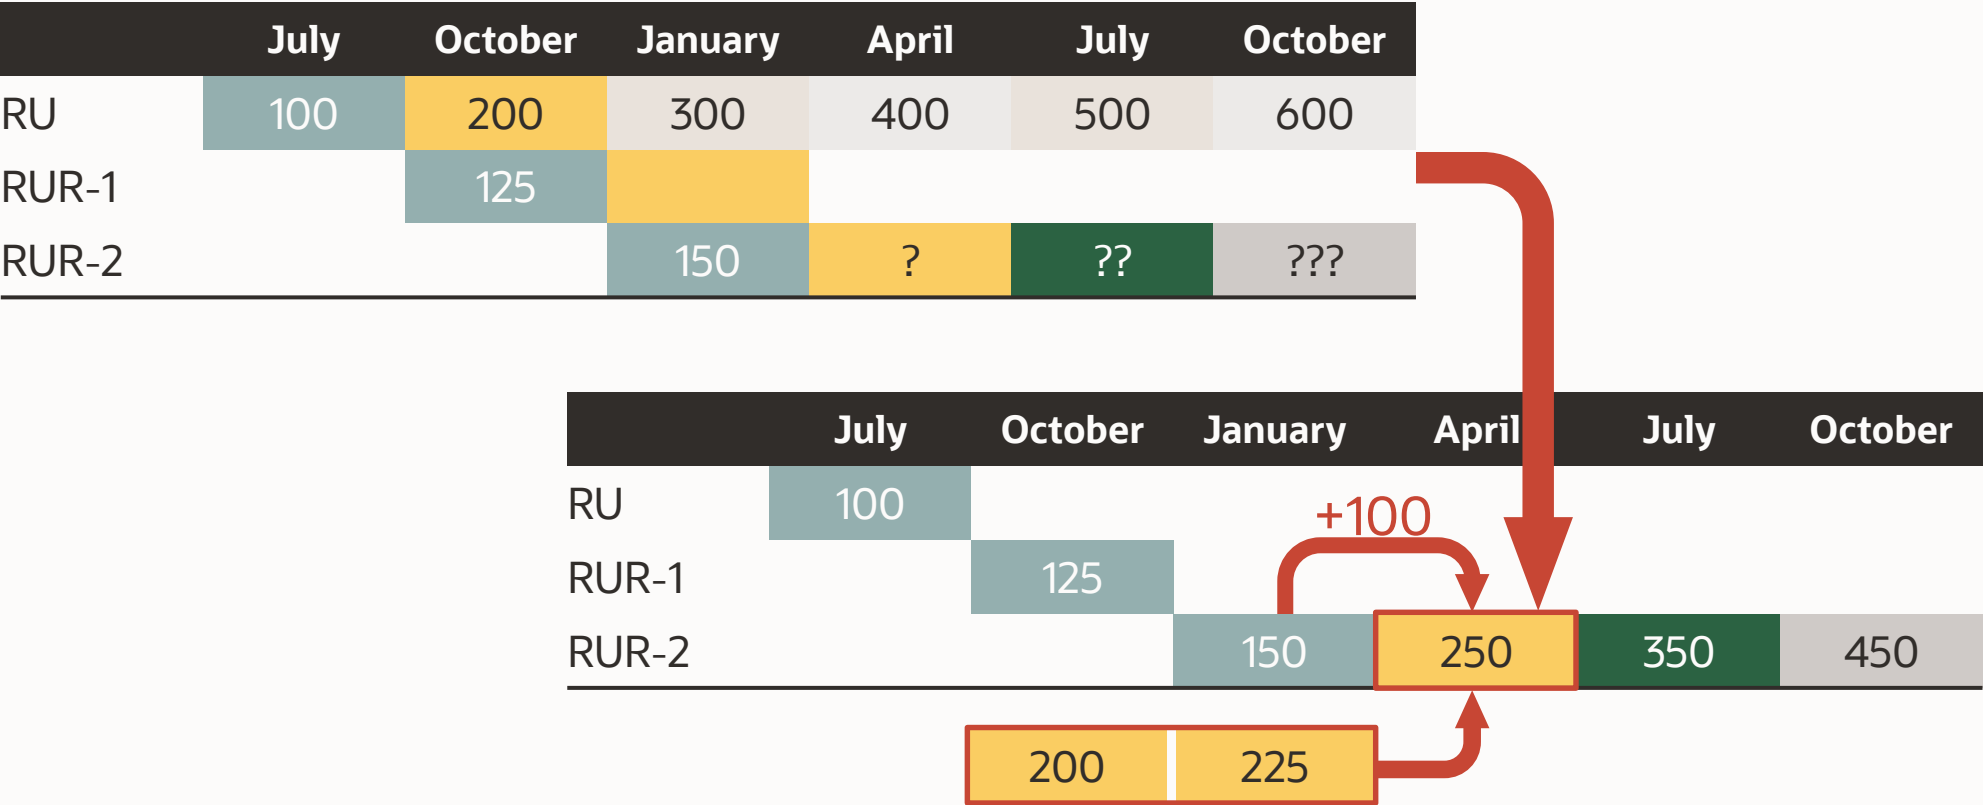 July October January April July October
RU 100 200 300 400 500 600
RUR-1 125
RUR-2 150 ? ?? ???
July October January April July October
RU 100
+100
RUR-1 125
RUR-2 150 250 350 450
200 225